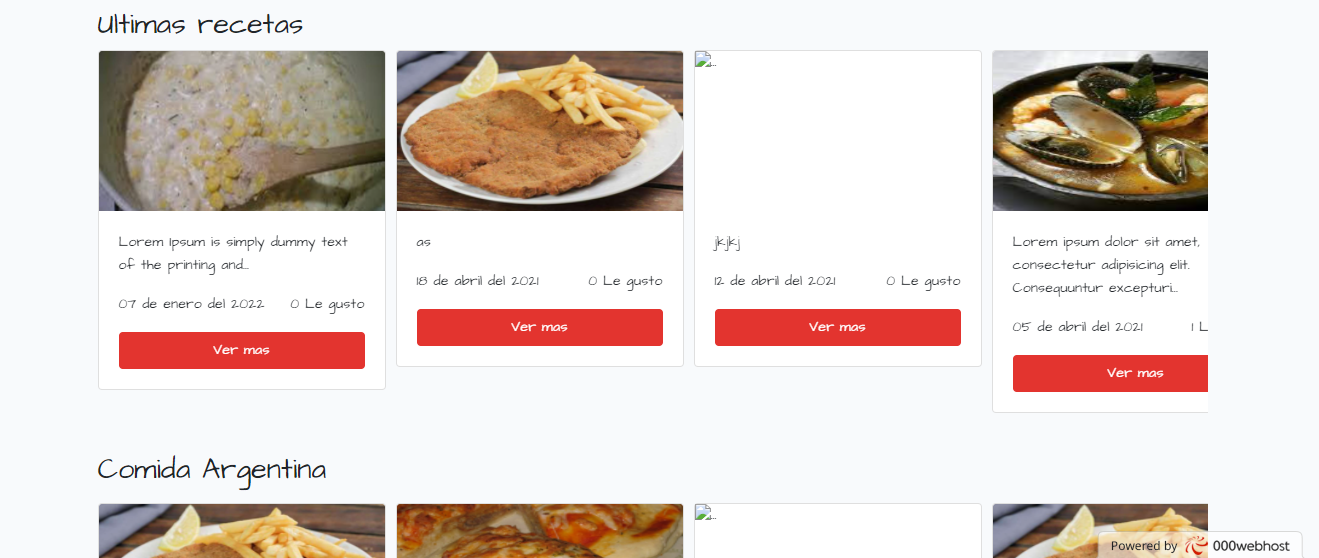 Ultimas recetas
...
Lorem Ipsum is simply dummy text
of the printing and...
07 de enero del 2022 0 Le gusto
Ver mas
as
18 de abril del 2021 0 Le gusto
Ver mas
jkjkj
12 de abril del 2021 0 Le gusto
Ver mas
Lorem ipsum dolor sit amet,
consectetur adipisicing elit.
Consequuntur excepturi...
05 de abril del 2021 1 L
Ver mas
Comida Argentina
...
Powered by 000webhost